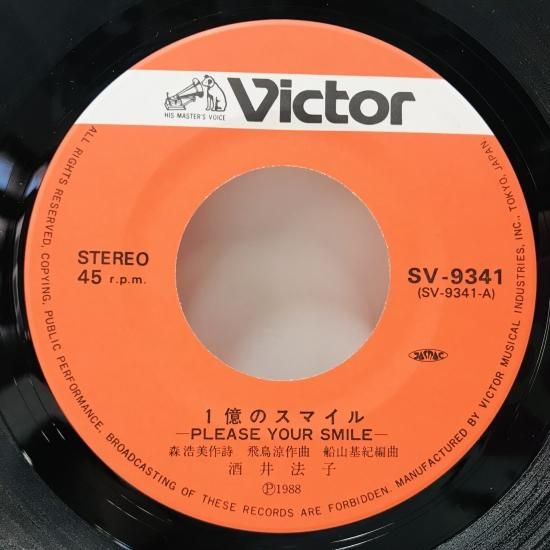 Victor
HIS MASTER'S VOICE
STEREO
45 r.p.m.
SV-9341
(SV-9341-A)
JASRAC
1億のスマイル
—PLEASE YOUR SMILE—
森浩美作詩 飛鳥涼作曲 船山基紀編曲
酒井法子
Ⓟ1988
ALL RIGHTS RESERVED, COPYING, PUBLIC PERFORMANCE, BROADCASTING OF THESE RECORDS ARE FORBIDDEN. MANUFACTURED BY VICTOR MUSICAL INDUSTRIES, INC., TOKYO, JAPAN.